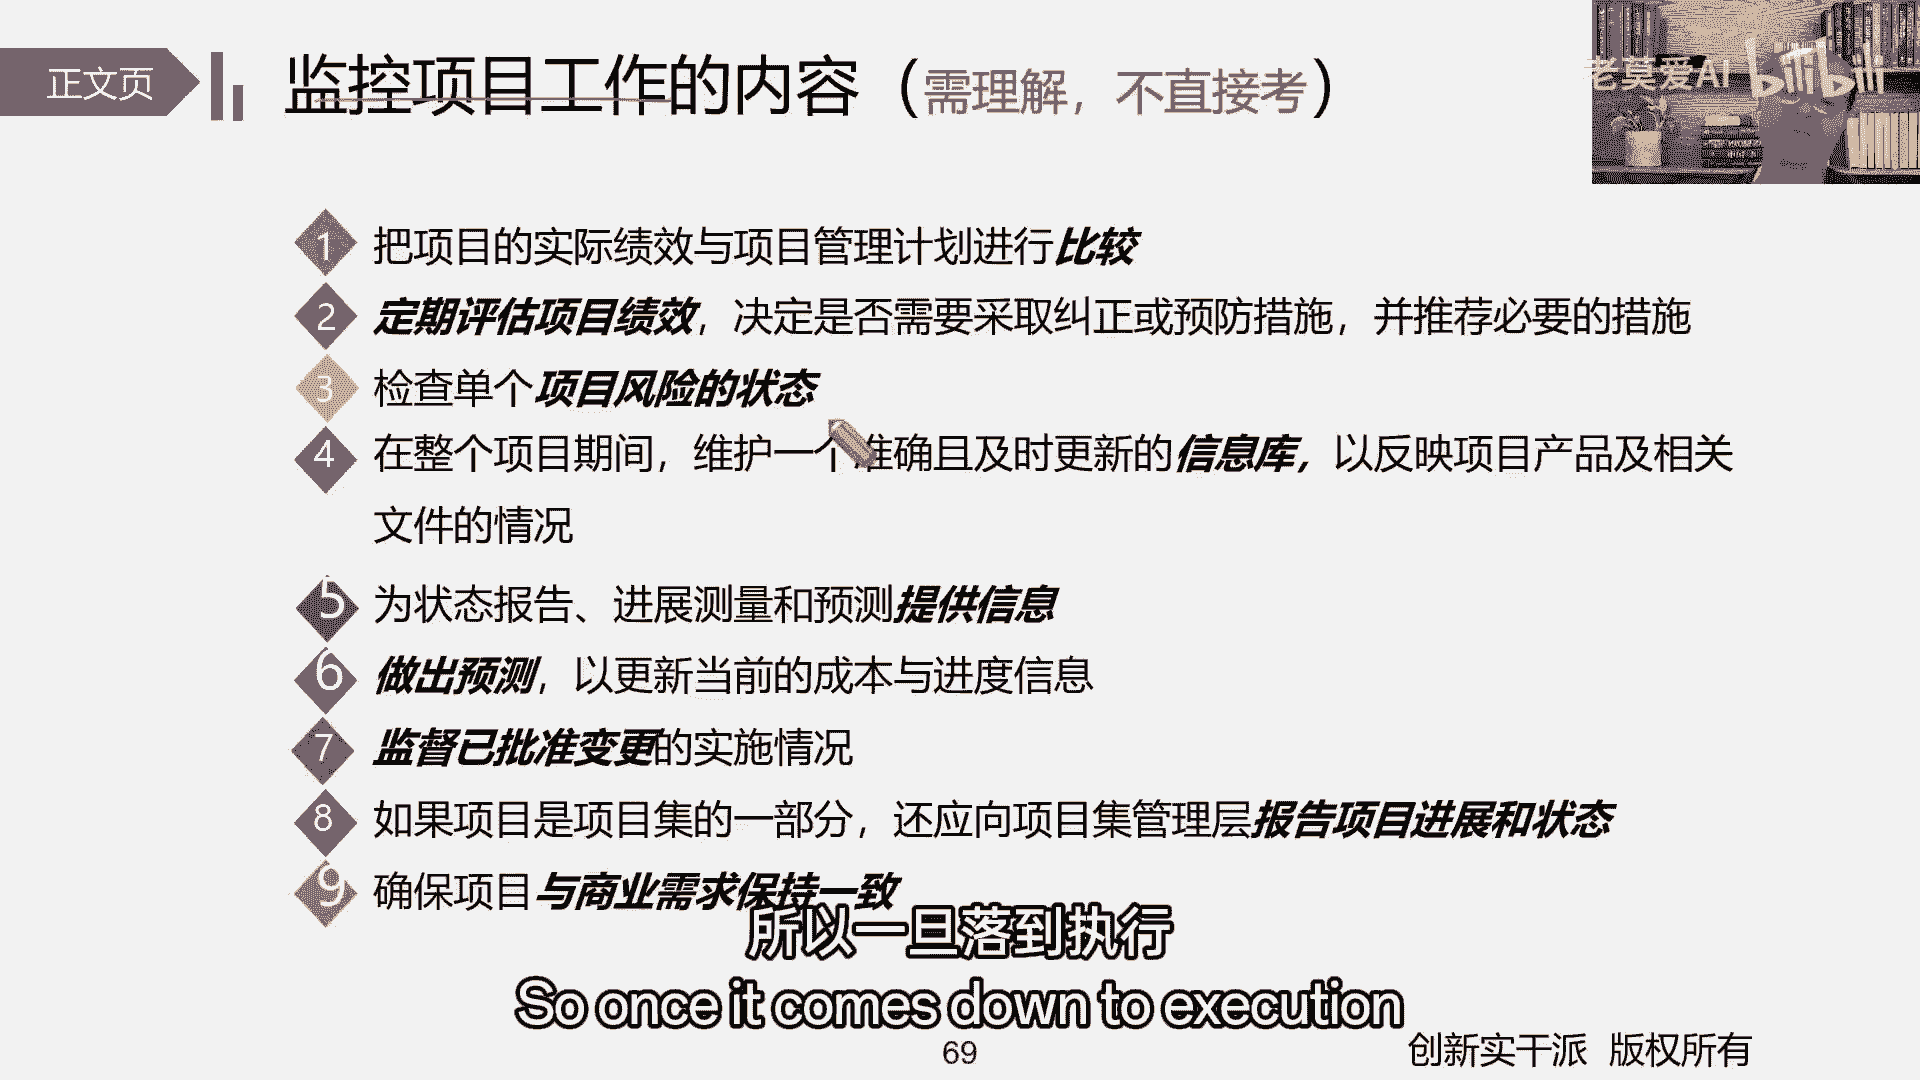 正文页
监控项目工作的内容（需理解，不直接考）
老莫爱AI bilibili
1 把项目的实际绩效与项目管理计划进行比较
2 定期评估项目绩效，决定是否需要采取纠正或预防措施，并推荐必要的措施
3 检查单个项目风险的状态
4 在整个项目期间，维护一个准确且及时更新的信息库，以反映项目产品及相关
文件的情况
5 为状态报告、进展测量和预测提供信息
6 做出预测，以更新当前的成本与进度信息
7 监督已批准变更的实施情况
8 如果项目是项目集的一部分，还应向项目集管理层报告项目进展和状态
9 确保项目与商业需求保持一致
所以一旦落到执行
So once it comes down to execution
69
创新实干派 版权所有